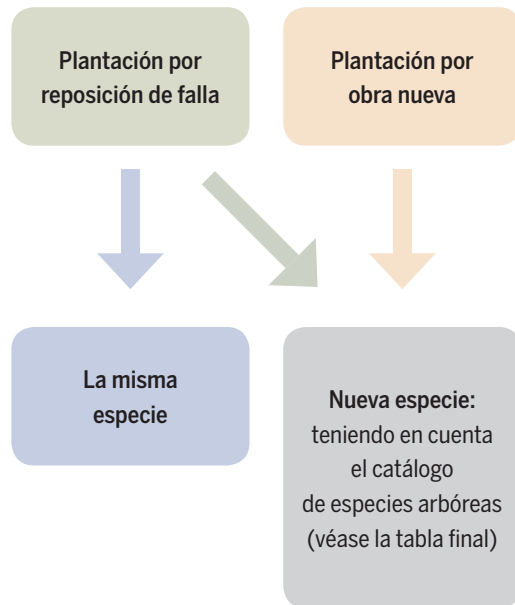 Plantación por
reposición de falla
Plantación por
obra nueva
La misma
especie
Nueva especie:
teniendo en cuenta
el catálogo
de especies arbóreas
(véase la tabla final)